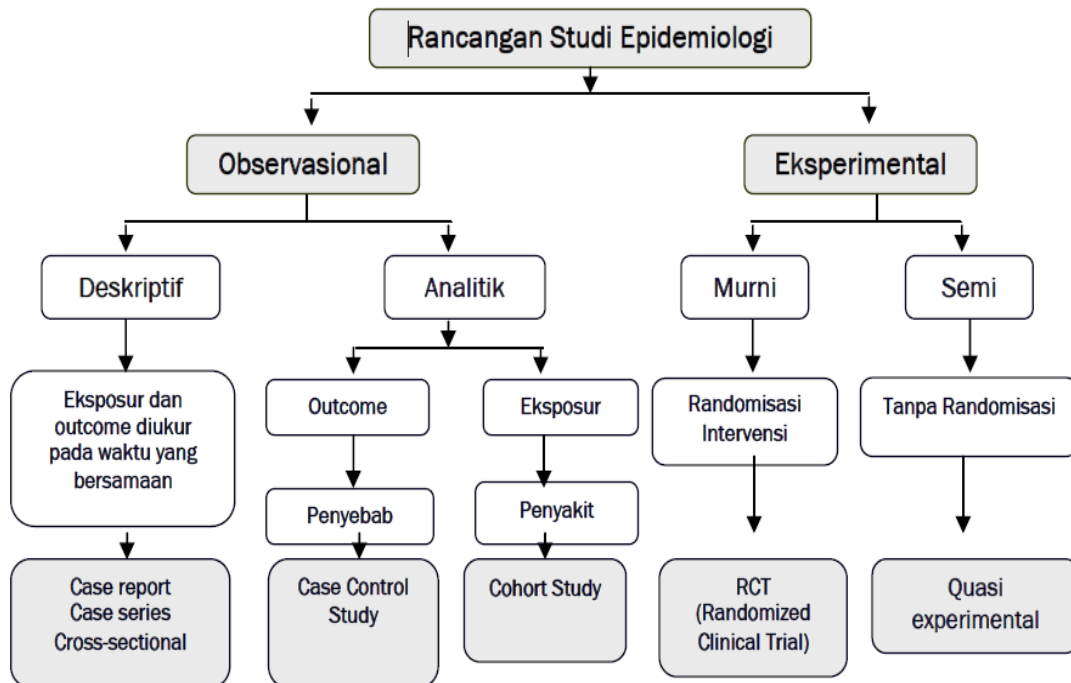 Rancangan Studi Epidemiologi
Observasional
Eksperimental
Deskriptif
Analitik
Murni
Semi
Eksposur dan
outcome diukur
pada waktu yang
bersamaan
Outcome
Eksposur
Randomisasi
Intervensi
Tanpa Randomisasi
Penyebab
Penyakit
Case report
Case series
Cross-sectional
Case Control
Study
Cohort Study
RCT
(Randomized
Clinical Trial)
Quasi
experimental